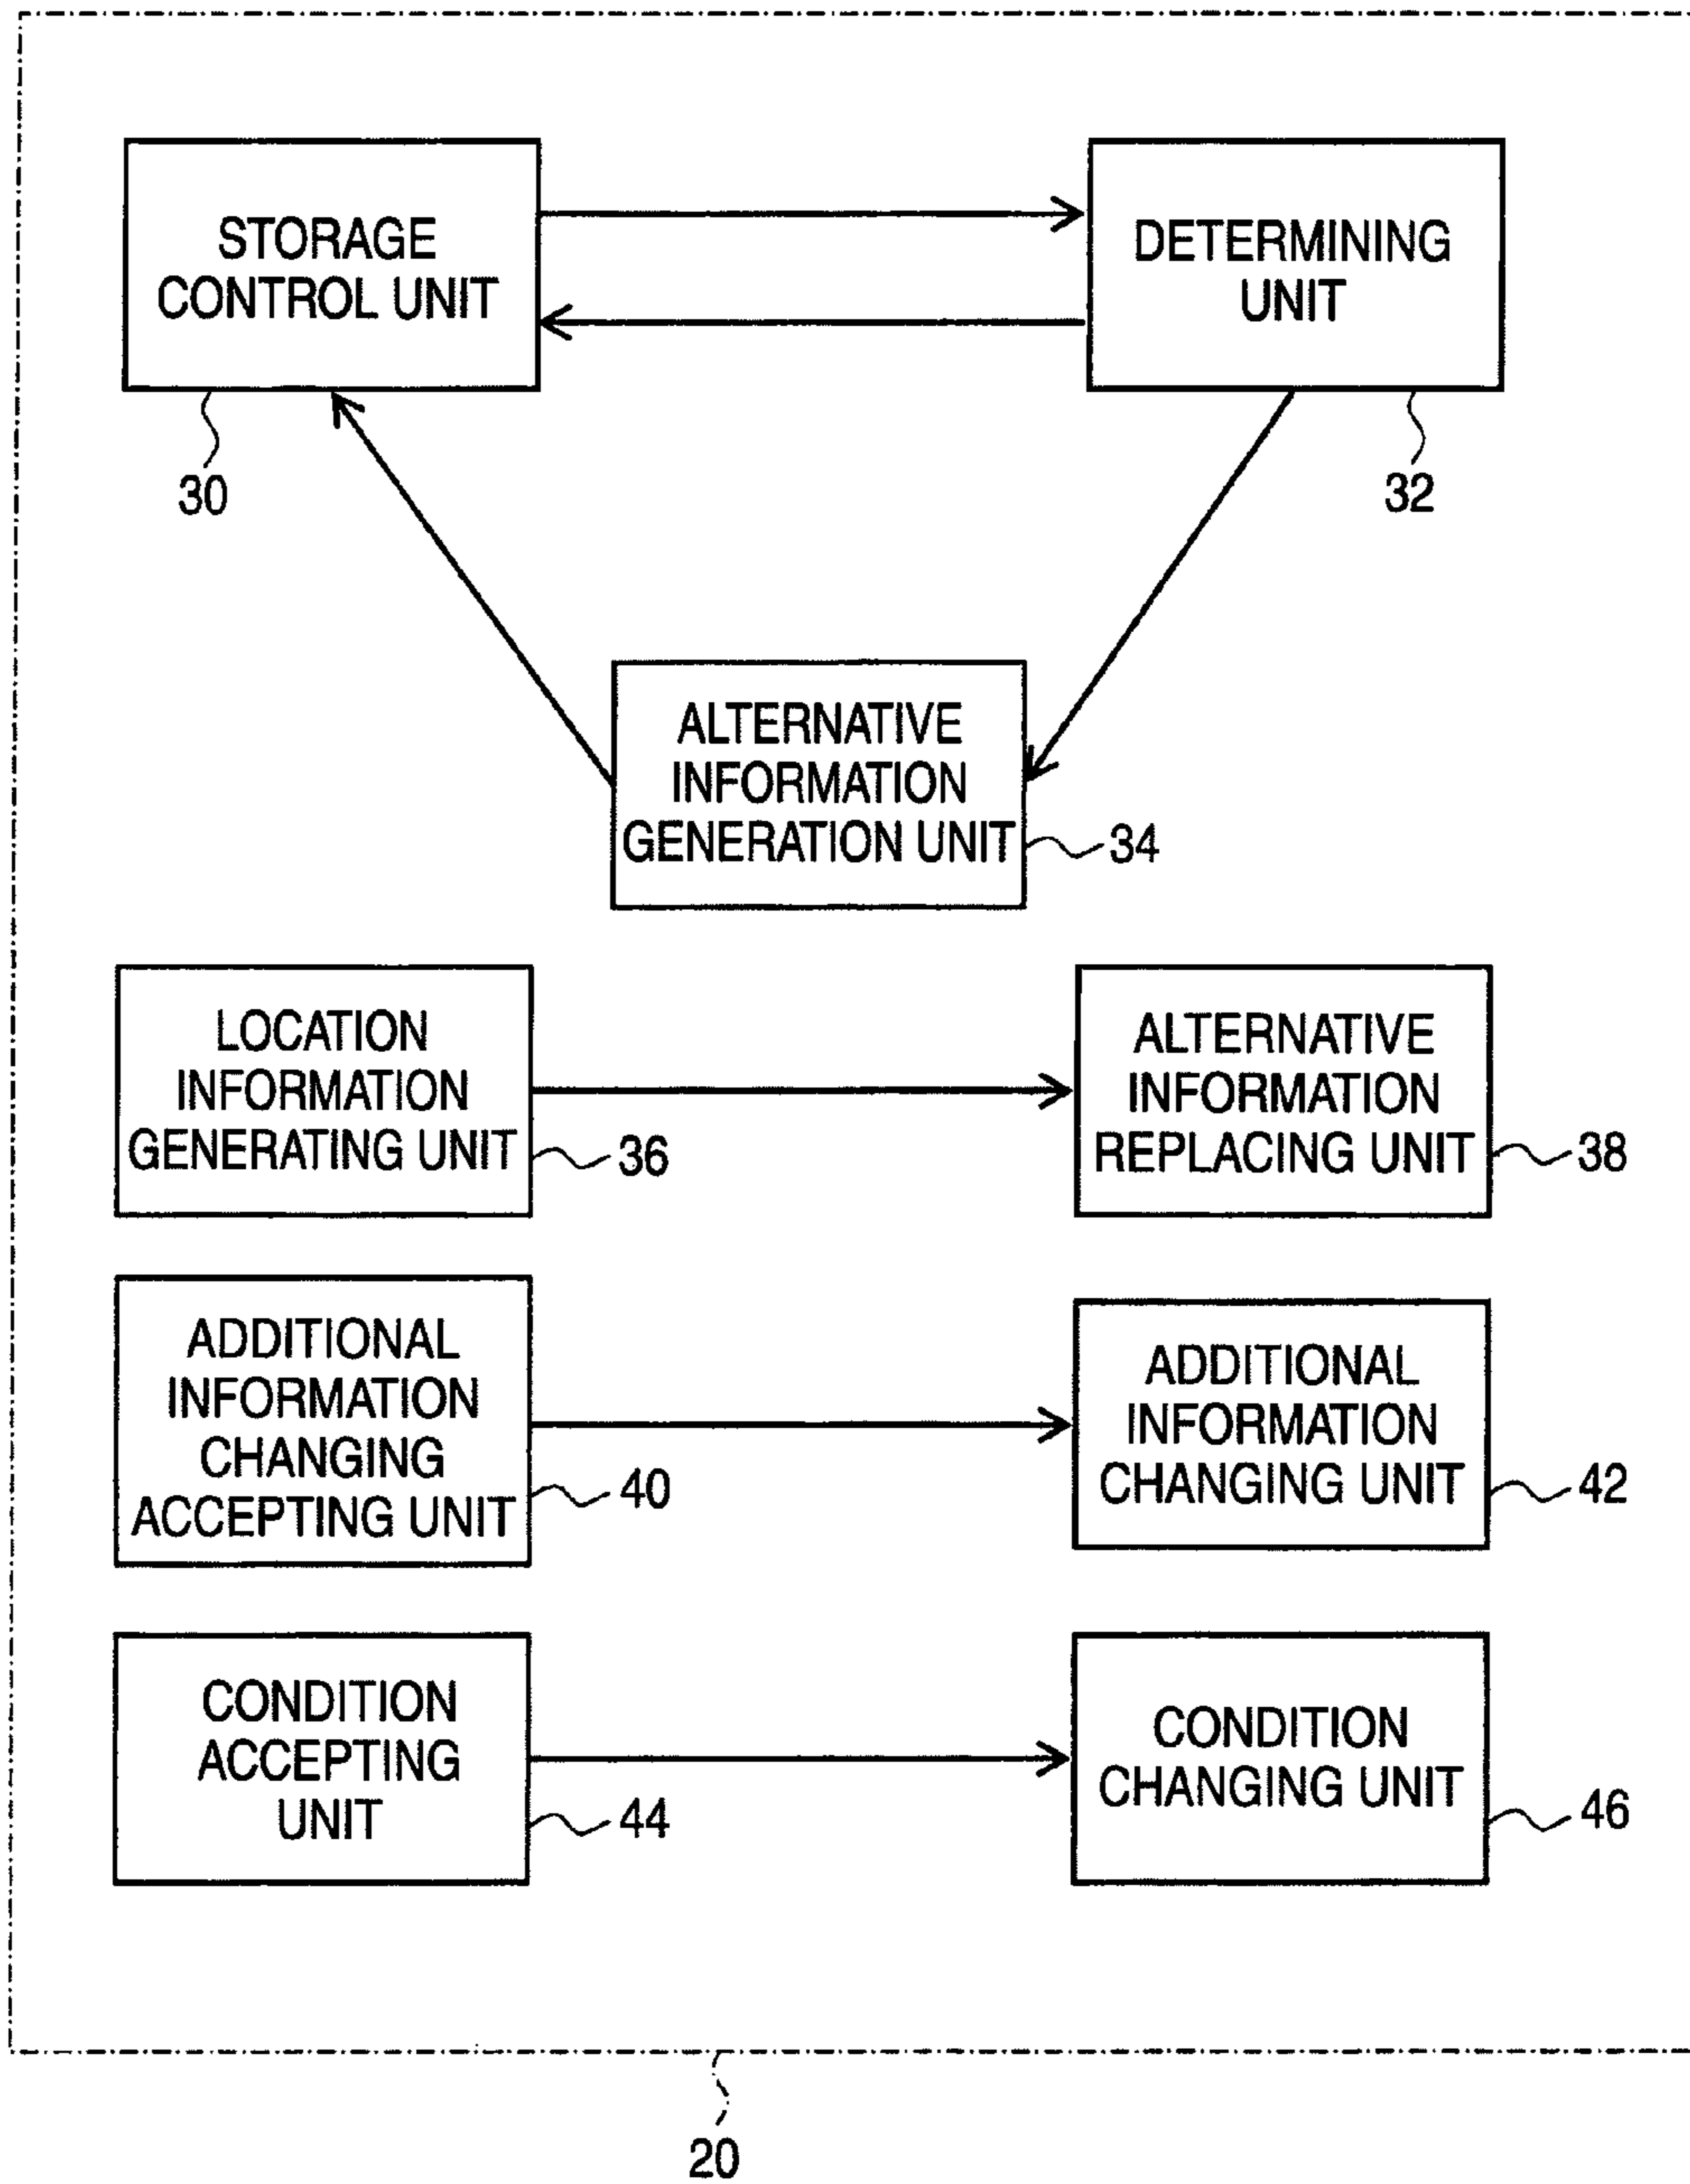 STORAGE
CONTROL UNIT
30
DETERMINING
UNIT
32
ALTERNATIVE
INFORMATION
GENERATION UNIT
34
LOCATION
INFORMATION
GENERATING UNIT
36
ALTERNATIVE
INFORMATION
REPLACING UNIT
38
ADDITIONAL
INFORMATION
CHANGING
ACCEPTING UNIT
40
ADDITIONAL
INFORMATION
CHANGING UNIT
42
CONDITION
ACCEPTING
UNIT
44
CONDITION
CHANGING UNIT
46
20